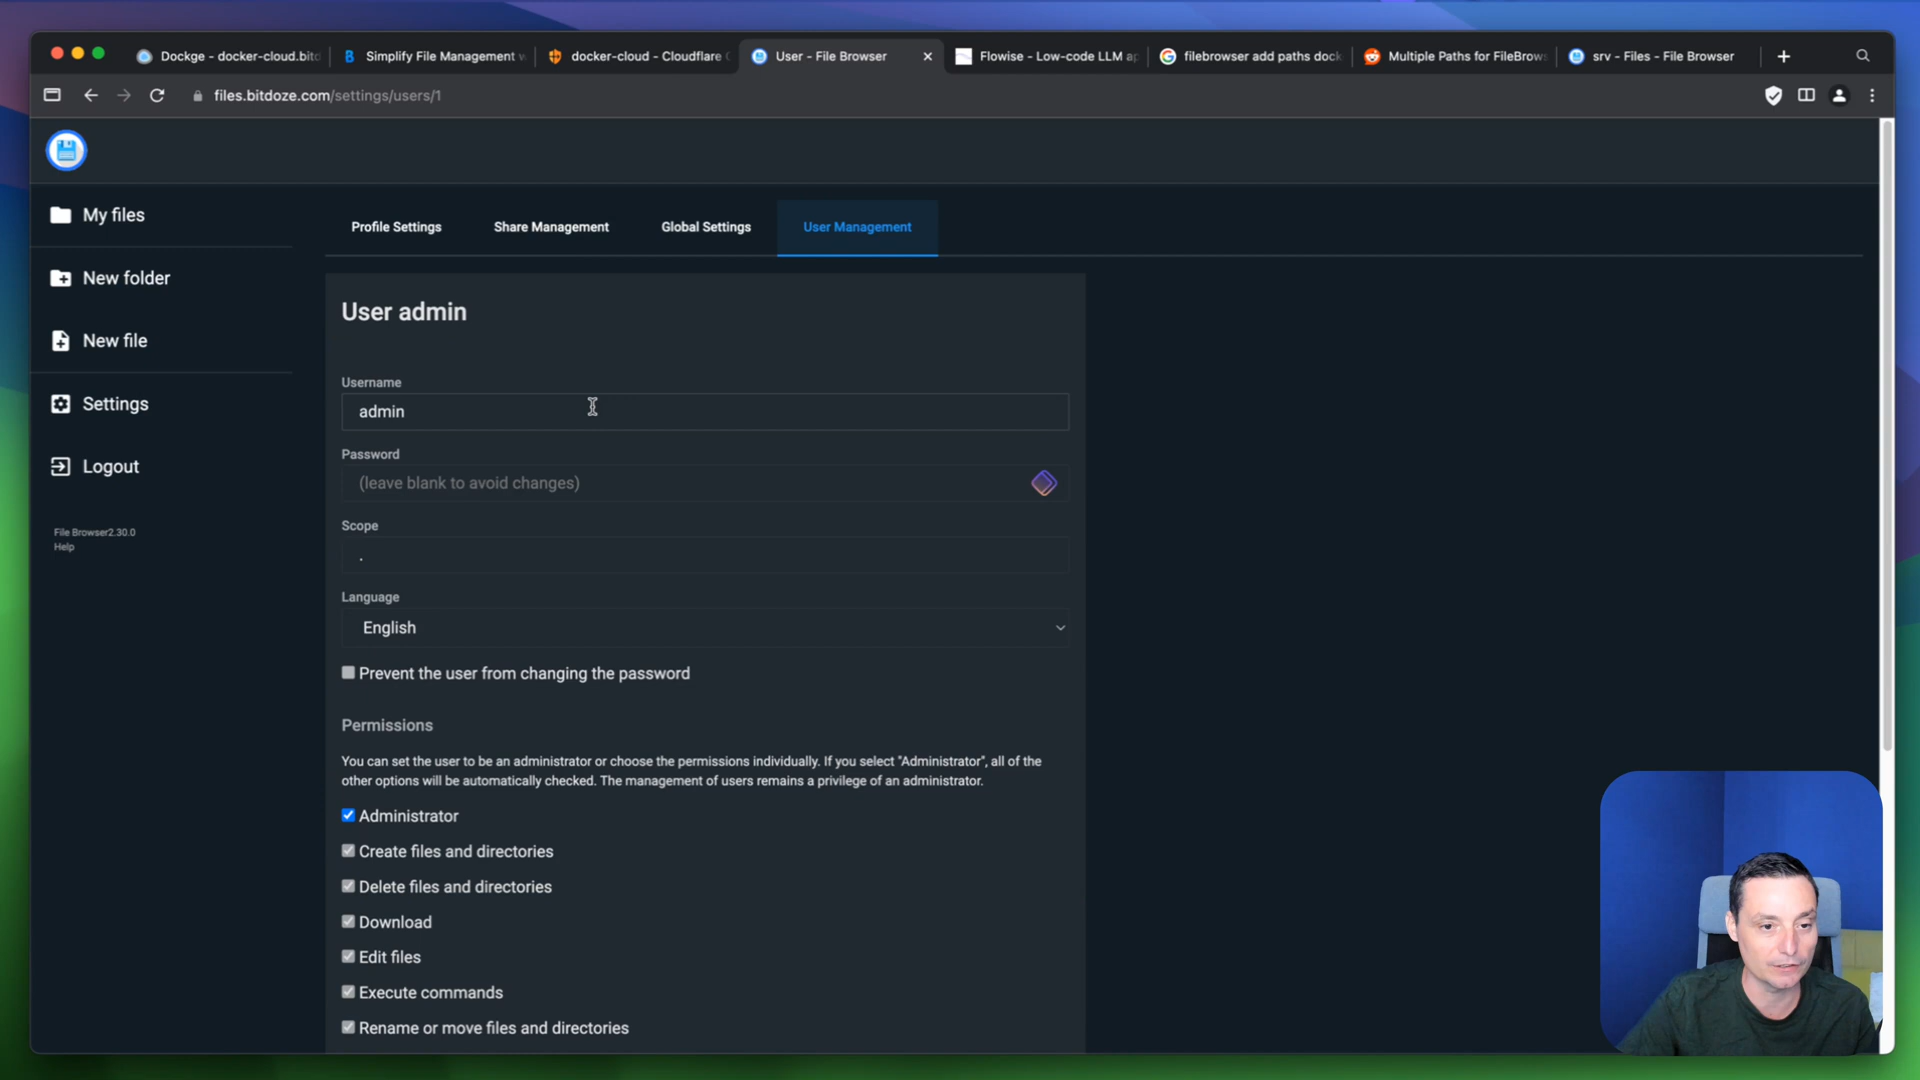 Dockge - docker-cloud.bitdo
Simplify File Management w
docker-cloud - Cloudflare
User - File Browser
Flowise - Low-code LLM ap
filebrowser add paths dock
Multiple Paths for FileBrows
srv - Files - File Browser
files.bitdoze.com/settings/users/1
My files
New folder
New file
Settings
Logout
File Browser2.30.0
Help
Profile Settings
Share Management
Global Settings
User Management
User admin
Username
admin
Password
(leave blank to avoid changes)
Scope
.
Language
English
Prevent the user from changing the password
Permissions
You can set the user to be an administrator or choose the permissions individually. If you select "Administrator", all of the
other options will be automatically checked. The management of users remains a privilege of an administrator.
Administrator
Create files and directories
Delete files and directories
Download
Edit files
Execute commands
Rename or move files and directories